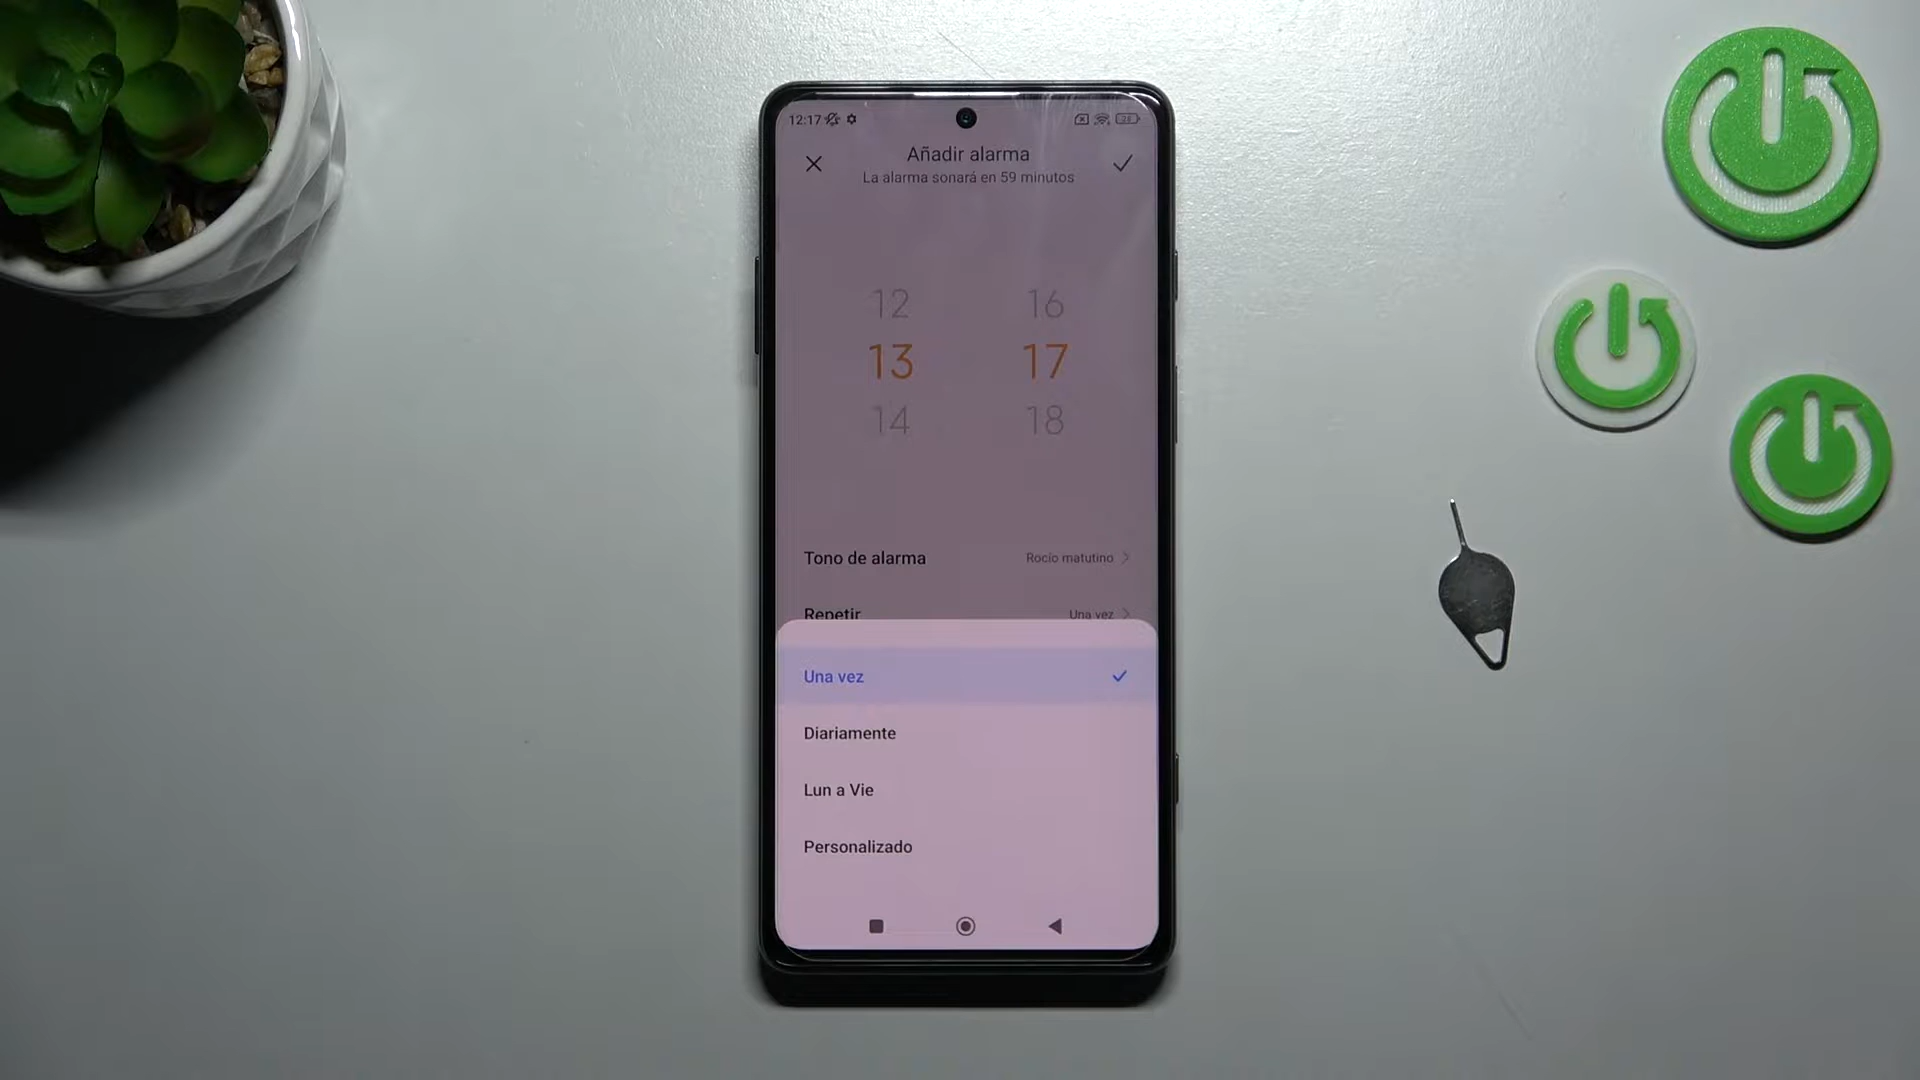 12:17
Añadir alarma
La alarma sonará en 59 minutos
12 16
13 17
14 18
Tono de alarma Rocío matutino
Repetir Una vez
Una vez
Diariamente
Lun a Vie
Personalizado